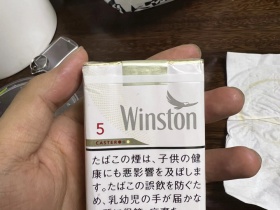 Winston
5
CASTER
たばこの煙は、子供の健
康にも悪影響を及ぼしま
す。たばこの誤飲を防ぐた
め、乳幼児の手が届かな